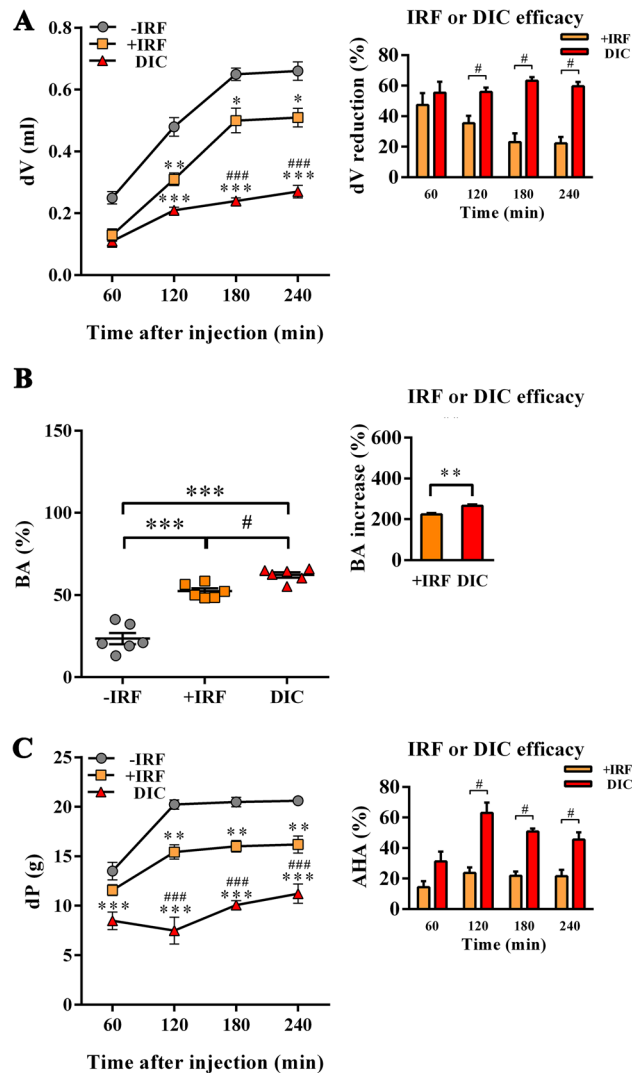 A
-IRF
+IRF
DIC
dV (ml)
0.8
0.6
0.4
0.2
0.0
**
***
*
###
***
*
###
***
60 120 180 240
Time after injection (min)
IRF or DIC efficacy
+IRF
DIC
dV reduction (%)
80
60
40
20
0
# # #
60 120 180 240
Time (min)
B
BA (%)
150
100
50
0
***
*** #
-IRF +IRF DIC
IRF or DIC efficacy
BA increase (%)
600
400
200
0
**
+IRF DIC
C
-IRF
+IRF
DIC
dP (g)
25
20
15
10
5
0
***
**
###
***
**
###
***
**
###
***
60 120 180 240
Time after injection (min)
IRF or DIC efficacy
+IRF
DIC
AHA (%)
80
60
40
20
0
# # #
60 120 180 240
Time (min)